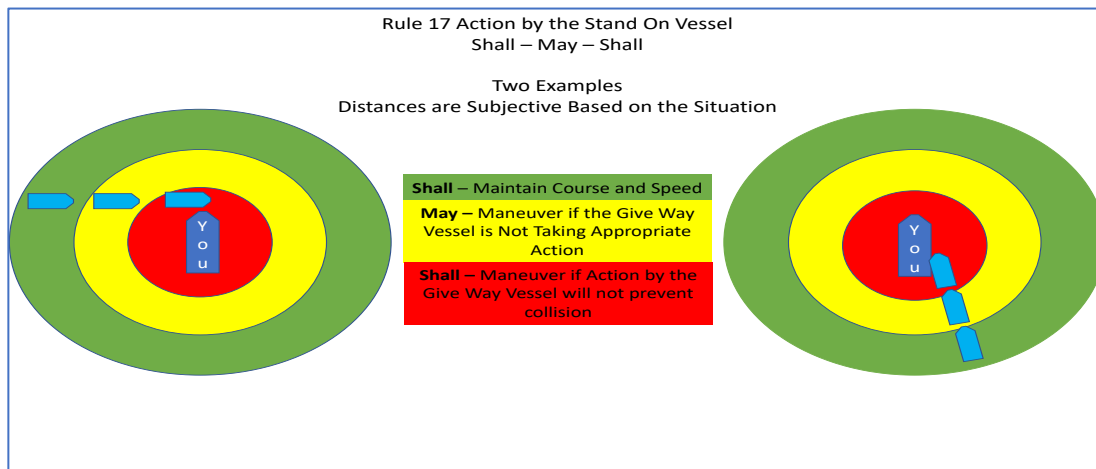 Rule 17 Action by the Stand On Vessel
Shall – May – Shall
Two Examples
Distances are Subjective Based on the Situation
You
Shall – Maintain Course and Speed
May – Maneuver if the Give Way
Vessel is Not Taking Appropriate
Action
Shall – Maneuver if Action by the
Give Way Vessel will not prevent
collision
You